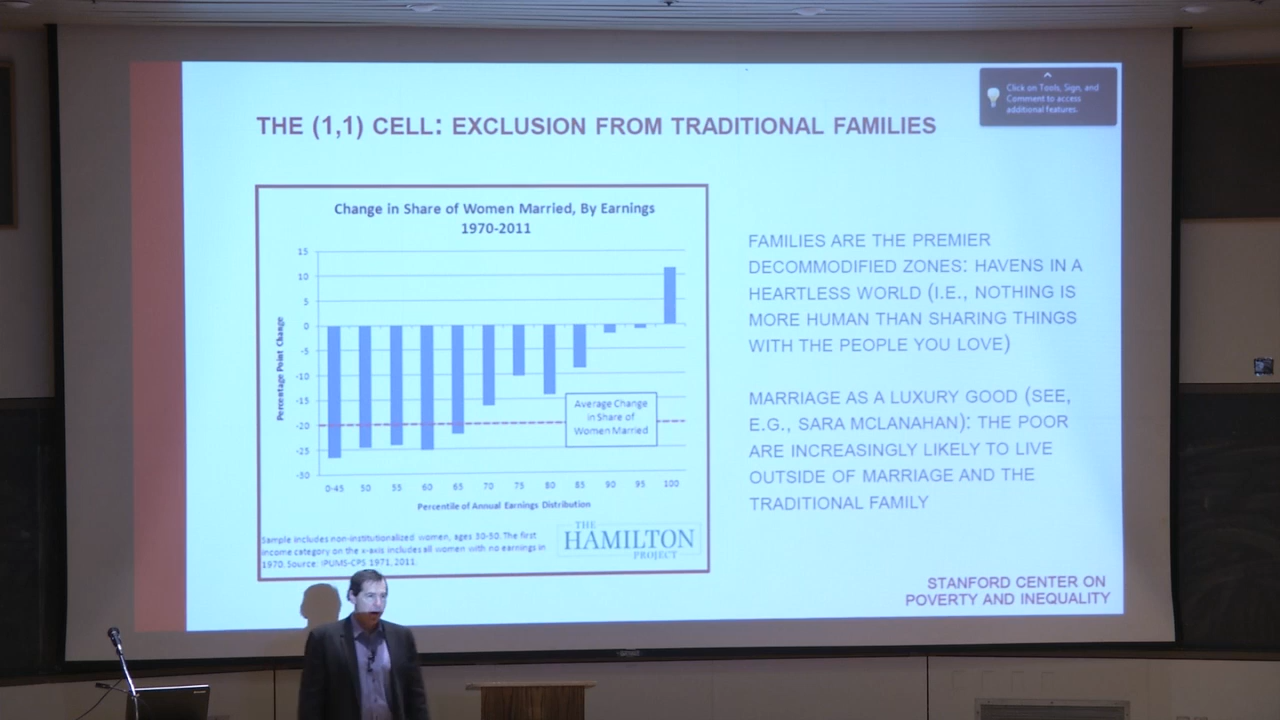 THE (1,1) CELL: EXCLUSION FROM TRADITIONAL FAMILIES
Click on Tools, Sign, and
Comment to access
additional features.
Change in Share of Women Married, By Earnings
1970-2011
15
10
5
0
-5
-10
-15
-20
-25
-30
Percentage Point Change
Average Change
in Share of
Women Married
0-45 50 55 60 65 70 75 80 85 90 95 100
Percentile of Annual Earnings Distribution
Sample includes non-institutionalized women, ages 30-50. The first
income category on the x-axis includes all women with no earnings in
1970. Source: IPUMS-CPS 1971, 2011.
THE
HAMILTON
PROJECT
FAMILIES ARE THE PREMIER
DECOMMODIFIED ZONES: HAVENS IN A
HEARTLESS WORLD (I.E., NOTHING IS
MORE HUMAN THAN SHARING THINGS
WITH THE PEOPLE YOU LOVE)
MARRIAGE AS A LUXURY GOOD (SEE,
E.G., SARA MCLANAHAN): THE POOR
ARE INCREASINGLY LIKELY TO LIVE
OUTSIDE OF MARRIAGE AND THE
TRADITIONAL FAMILY
STANFORD CENTER ON
POVERTY AND INEQUALITY